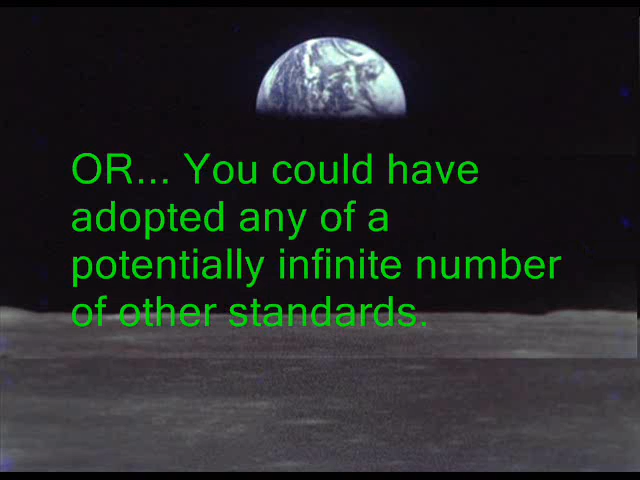 OR... You could have
adopted any of a
potentially infinite number
of other standards.